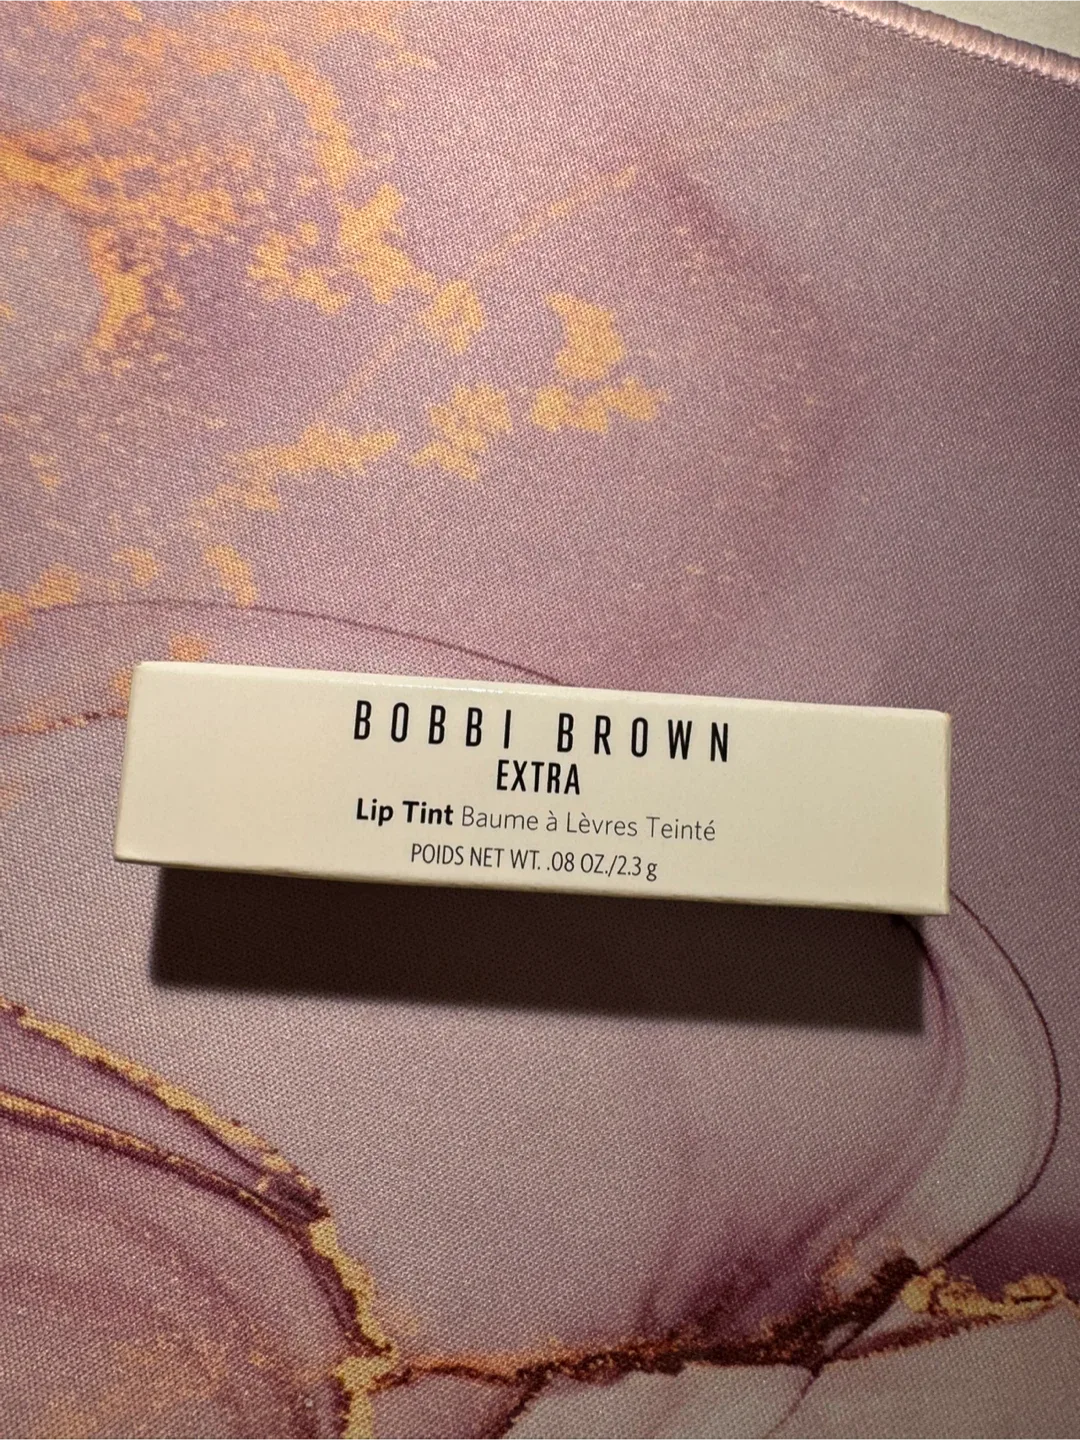 BOBBI BROWN
EXTRA
Lip Tint Baume à Lèvres Teinté
POIDS NET WT. .08 OZ./2.3 g